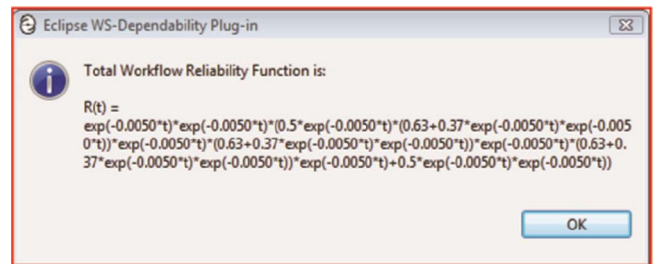 Eclipse WS-Dependability Plug-in
Total Workflow Reliability Function is:
R(t) =
exp(-0.0050*t)*exp(-0.0050*t)*(0.5*exp(-0.0050*t)*(0.63+0.37*exp(-0.0050*t)*exp(-0.005
0*t))*exp(-0.0050*t)*(0.63+0.37*exp(-0.0050*t)*exp(-0.0050*t))*exp(-0.0050*t)*(0.63+0.
37*exp(-0.0050*t)*exp(-0.0050*t))*exp(-0.0050*t)+0.5*exp(-0.0050*t)*exp(-0.0050*t))
OK